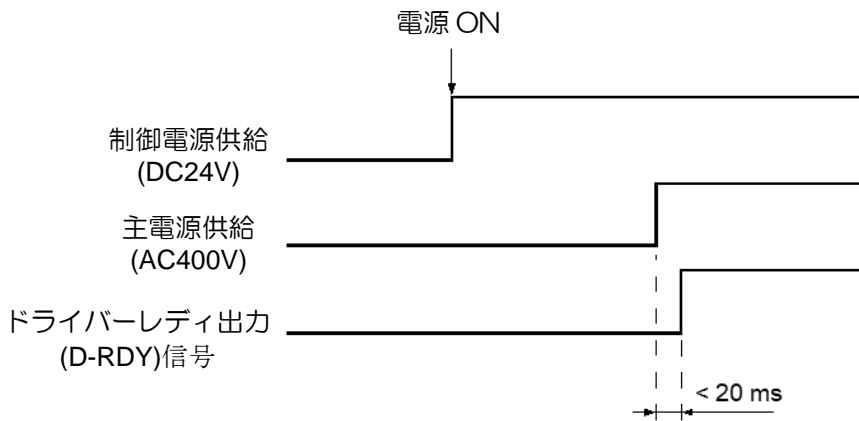 電源 ON
制御電源供給
(DC24V)
主電源供給
(AC400V)
ドライバーレディ出力
(D-RDY)信号
< 20 ms